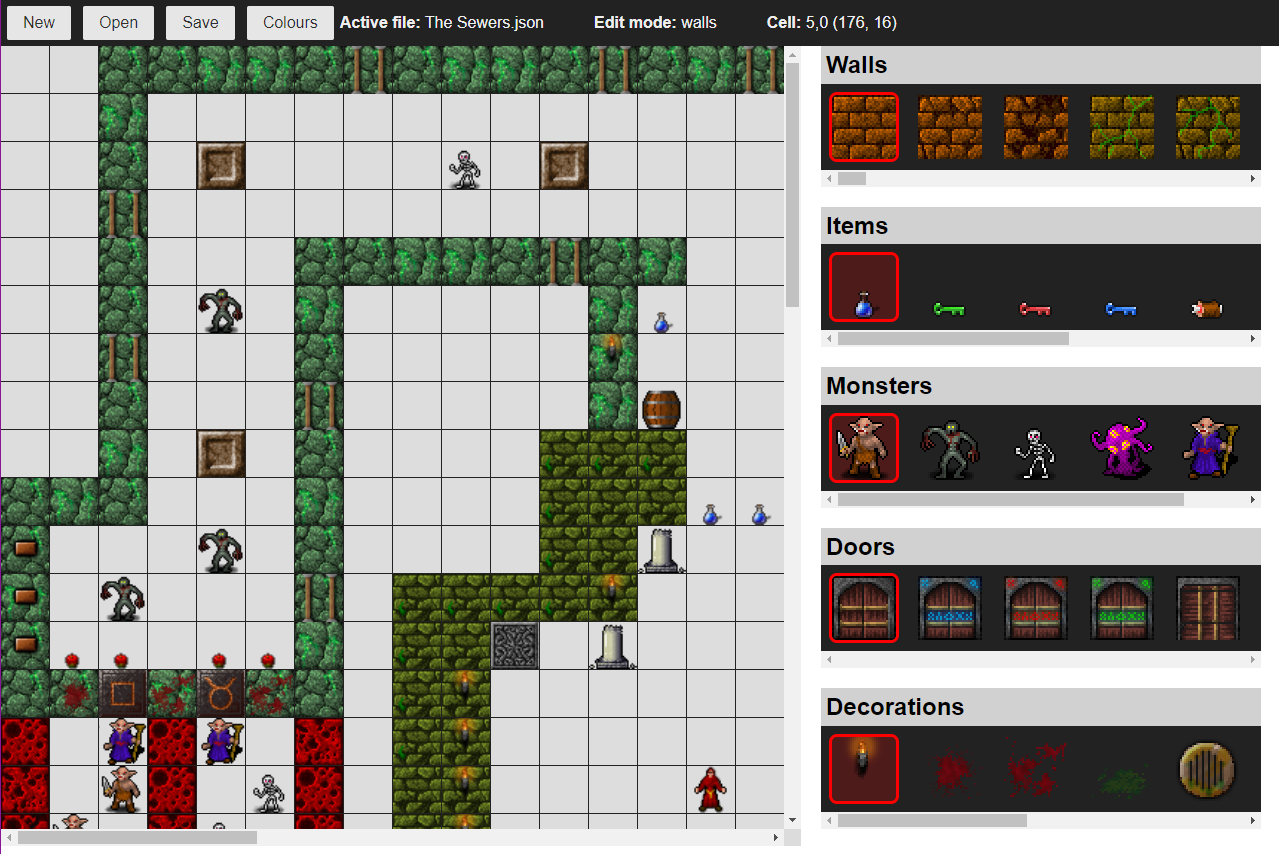 New Open Save Colours Active file: The Sewers.json Edit mode: walls Cell: 5,0 (176, 16)
Walls
Items
Monsters
Doors
Decorations